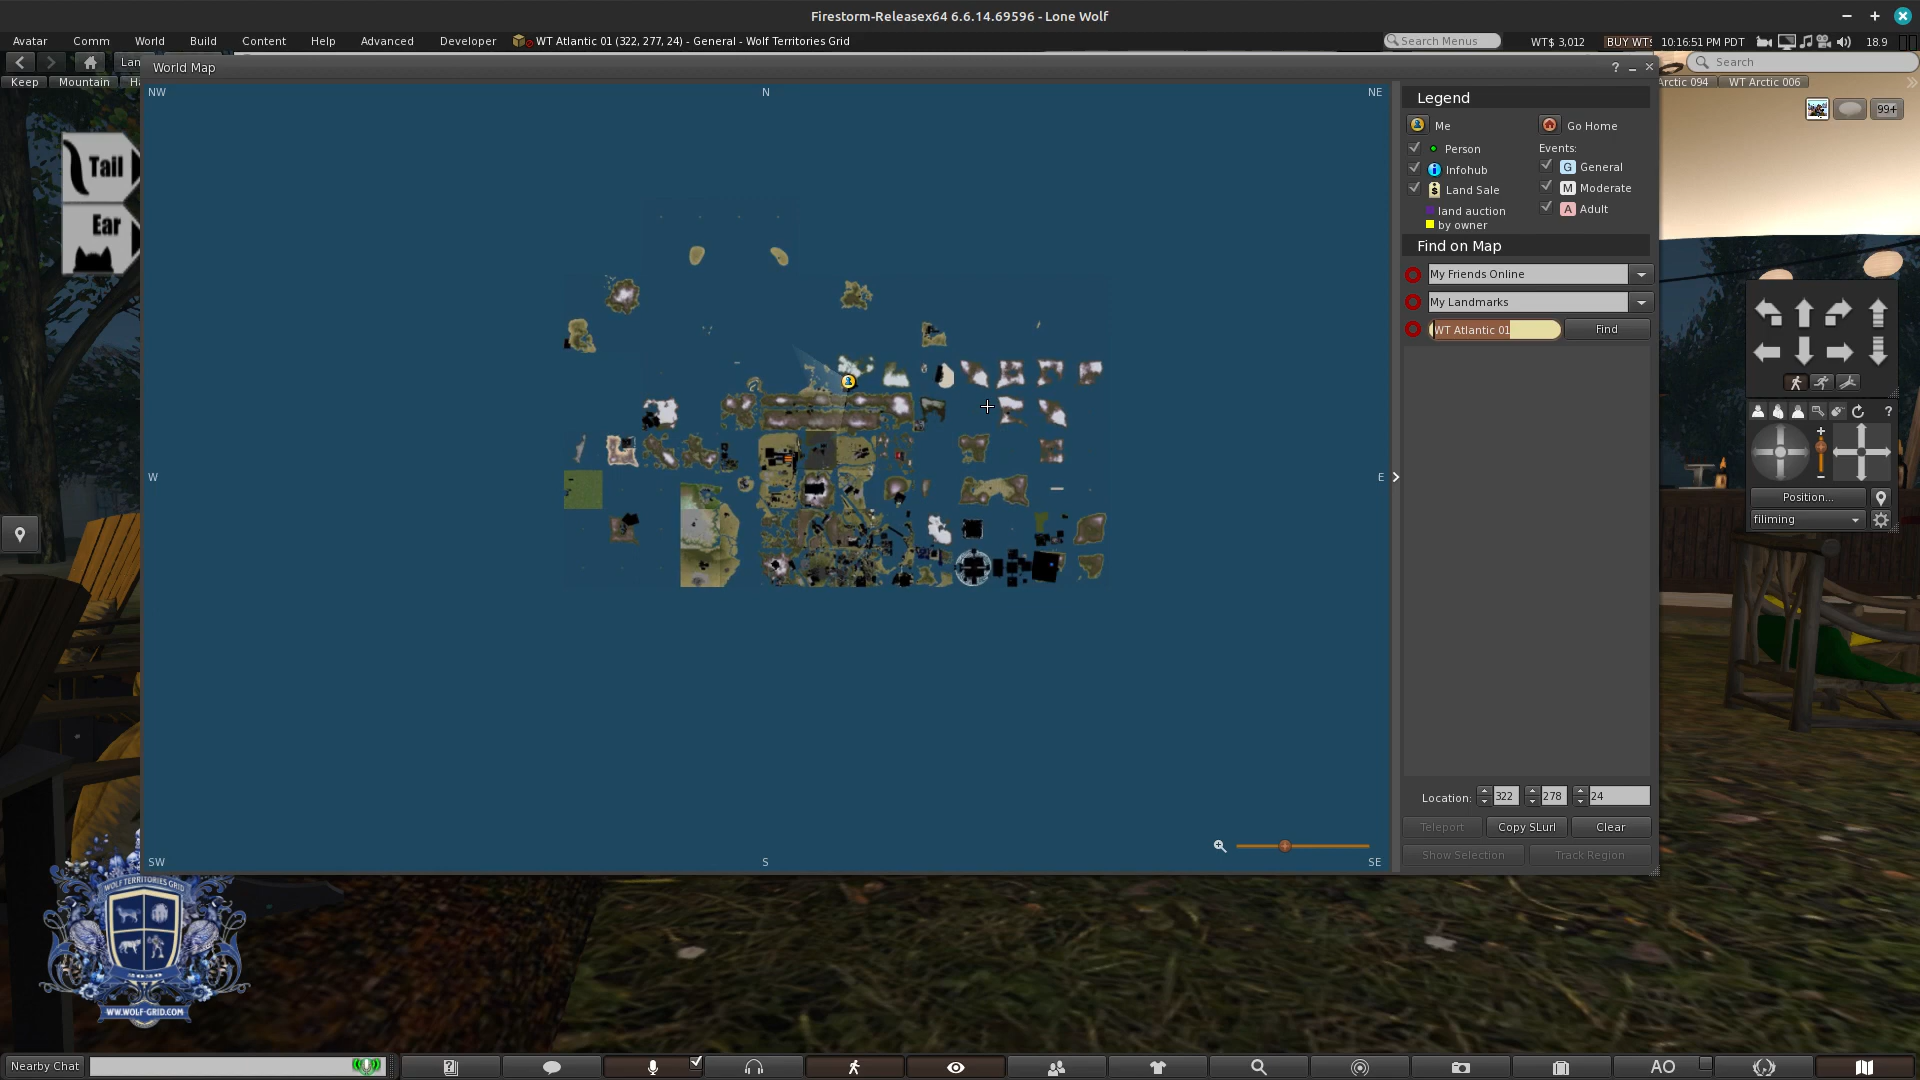 Firestorm-Releasex64 6.6.14.69596 - Lone Wolf
Avatar Comm World Build Content Help Advanced Developer WT Atlantic 01 (322, 277, 24) - General - Wolf Territories Grid Search Menus WT$ 3,012 BUY WT$ 10:16:51 PM PDT 18.9
Lan Search
Keep Mountain Arctic 094 WT Arctic 006
World Map ?
99+
NW N NE
W E
SW S SE
Tail
Ear
Legend
Me Go Home
Person Events:
Infohub G General
Land Sale M Moderate
land auction A Adult
by owner
Find on Map
My Friends Online
My Landmarks
WT Atlantic 01 Find
Location: 322 278 24
Teleport Copy SLurl Clear
Show Selection Track Region
?
Position...
filiming
WOLF TERRITORIES GRID
2020
WW.WOLF-GRID.COM
Nearby Chat AO